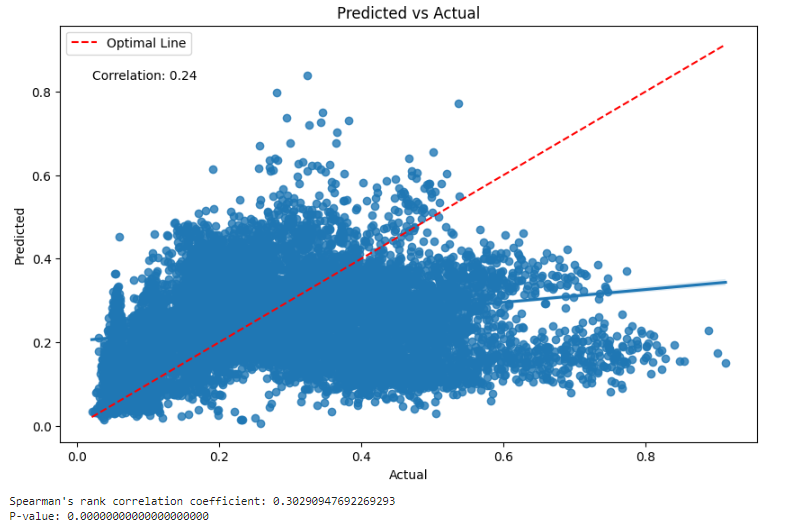 Predicted vs Actual
Optimal Line
Correlation: 0.24
0.8
0.6
0.4
0.2
0.0
Predicted
0.0 0.2 0.4 0.6 0.8
Actual
Spearman's rank correlation coefficient: 0.30290947692269293
P-value: 0.00000000000000000000